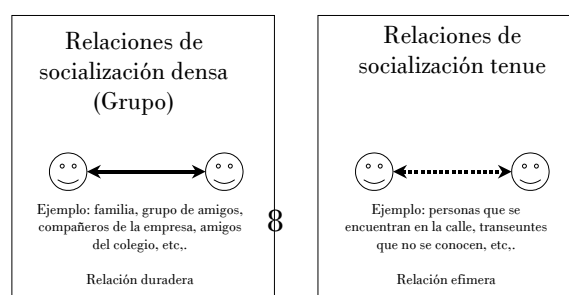 Relaciones de
socialización densa
(Grupo)
Ejemplo: familia, grupo de amigos,
compañeros de la empresa, amigos
del colegio, etc,.
Relación duradera
8
Relaciones de
socialización tenue
Ejemplo: personas que se
encuentran en la calle, transeuntes
que no se conocen, etc,.
Relación efimera